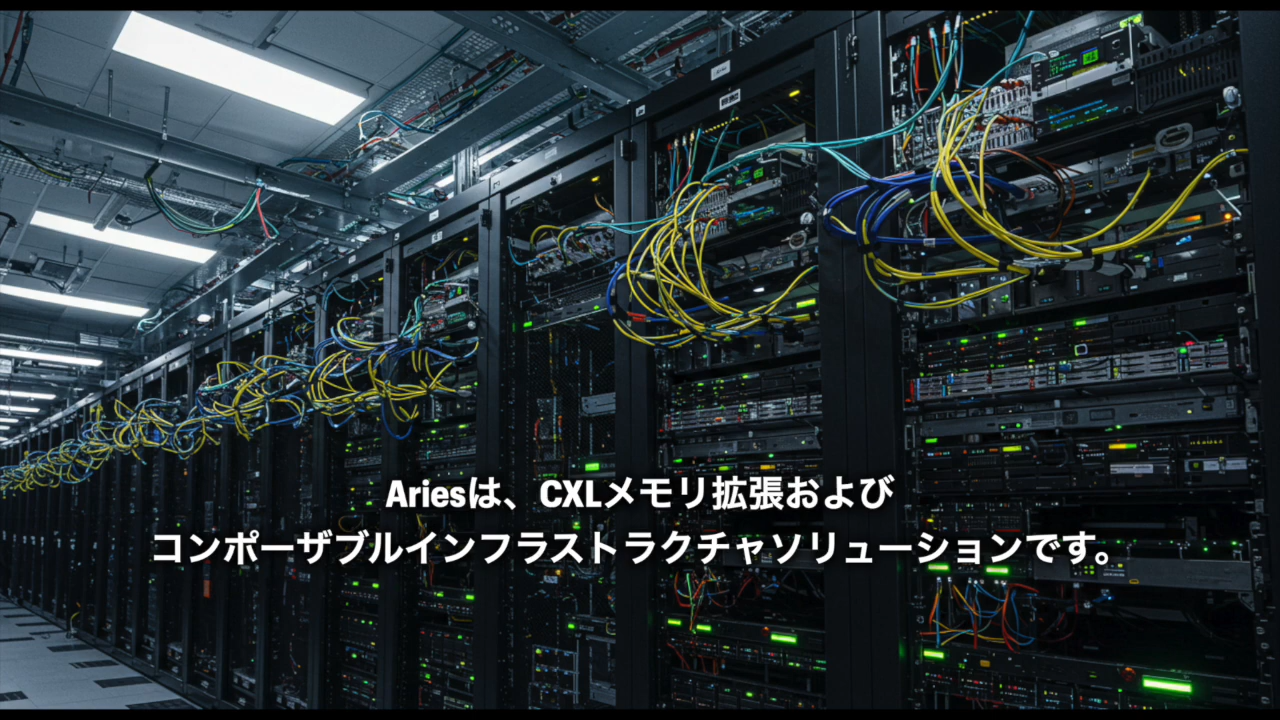 Ariesは、CXLメモリ拡張および
コンポーザブルインフラストラクチャソリューションです。